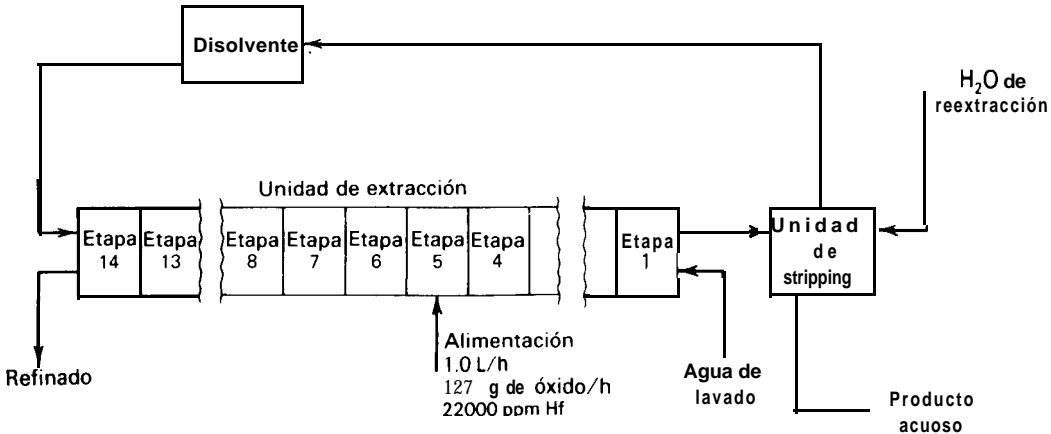 Disolvente
H₂O de
reextracción
Unidad de extracción
Etapa
14
Etapa
13
Etapa
8
Etapa
7
Etapa
6
Etapa
5
Etapa
4
Etapa
1
Unidad
de
stripping
Alimentación
1.0 L/h
127 g de óxido/h
22000 ppm Hf
Refinado
Agua de
lavado
Producto
acuoso